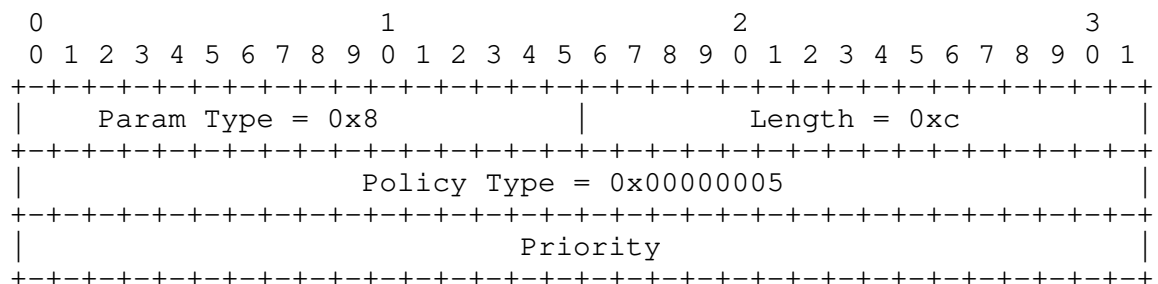 0                   1                   2                   3
 0 1 2 3 4 5 6 7 8 9 0 1 2 3 4 5 6 7 8 9 0 1 2 3 4 5 6 7 8 9 0 1
+-+-+-+-+-+-+-+-+-+-+-+-+-+-+-+-+-+-+-+-+-+-+-+-+-+-+-+-+-+-+-+-+
|    Param Type = 0x8           |         Length = 0xc          |
+-+-+-+-+-+-+-+-+-+-+-+-+-+-+-+-+-+-+-+-+-+-+-+-+-+-+-+-+-+-+-+-+
|                   Policy Type = 0x00000005                    |
+-+-+-+-+-+-+-+-+-+-+-+-+-+-+-+-+-+-+-+-+-+-+-+-+-+-+-+-+-+-+-+-+
|                            Priority                           |
+-+-+-+-+-+-+-+-+-+-+-+-+-+-+-+-+-+-+-+-+-+-+-+-+-+-+-+-+-+-+-+-+